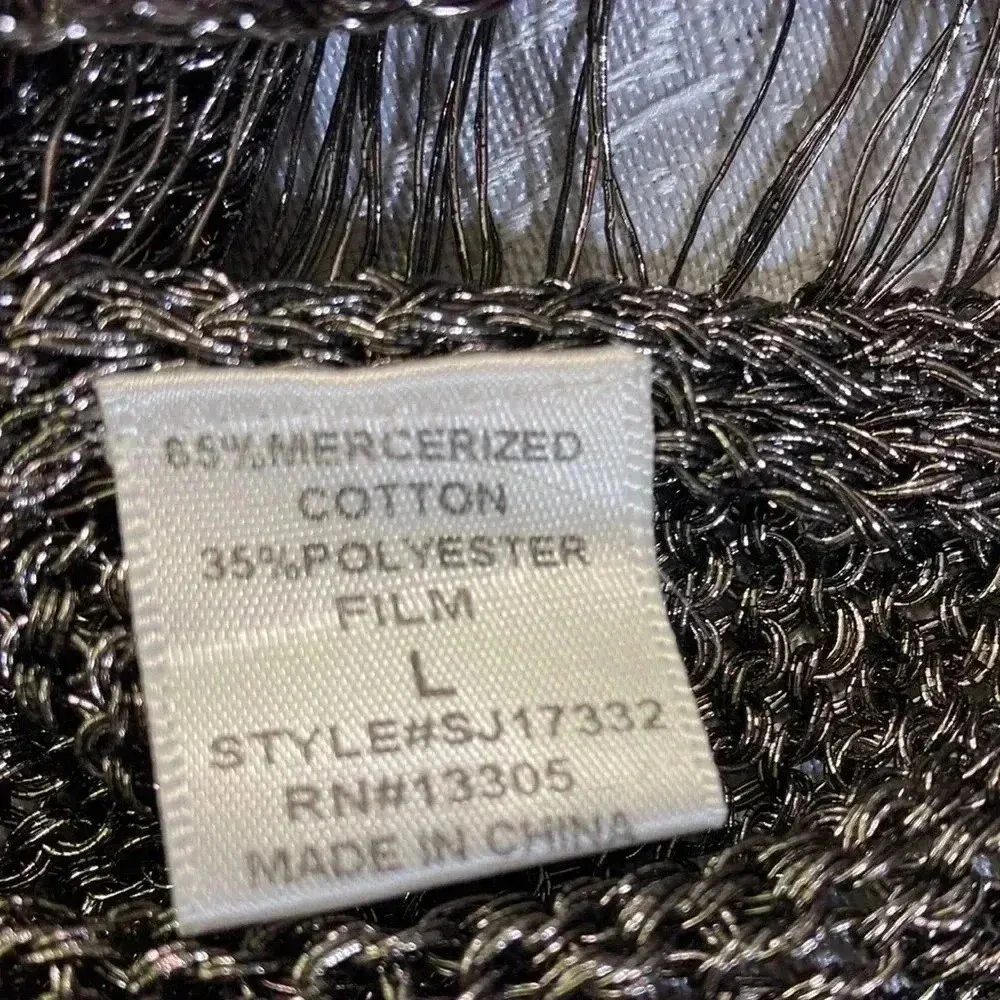 65%MERCERIZED
COTTON
35%POLYESTER
FILM
L
STYLE#SJ17332
RN#13305
MADE IN CHINA